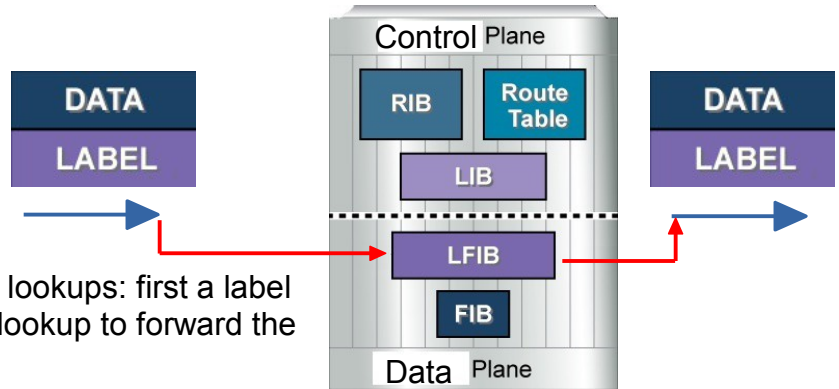 Control Plane
DATA
LABEL
RIB
Route
Table
LIB
LFIB
FIB
Data Plane
DATA
LABEL
lookups: first a label
lookup to forward the